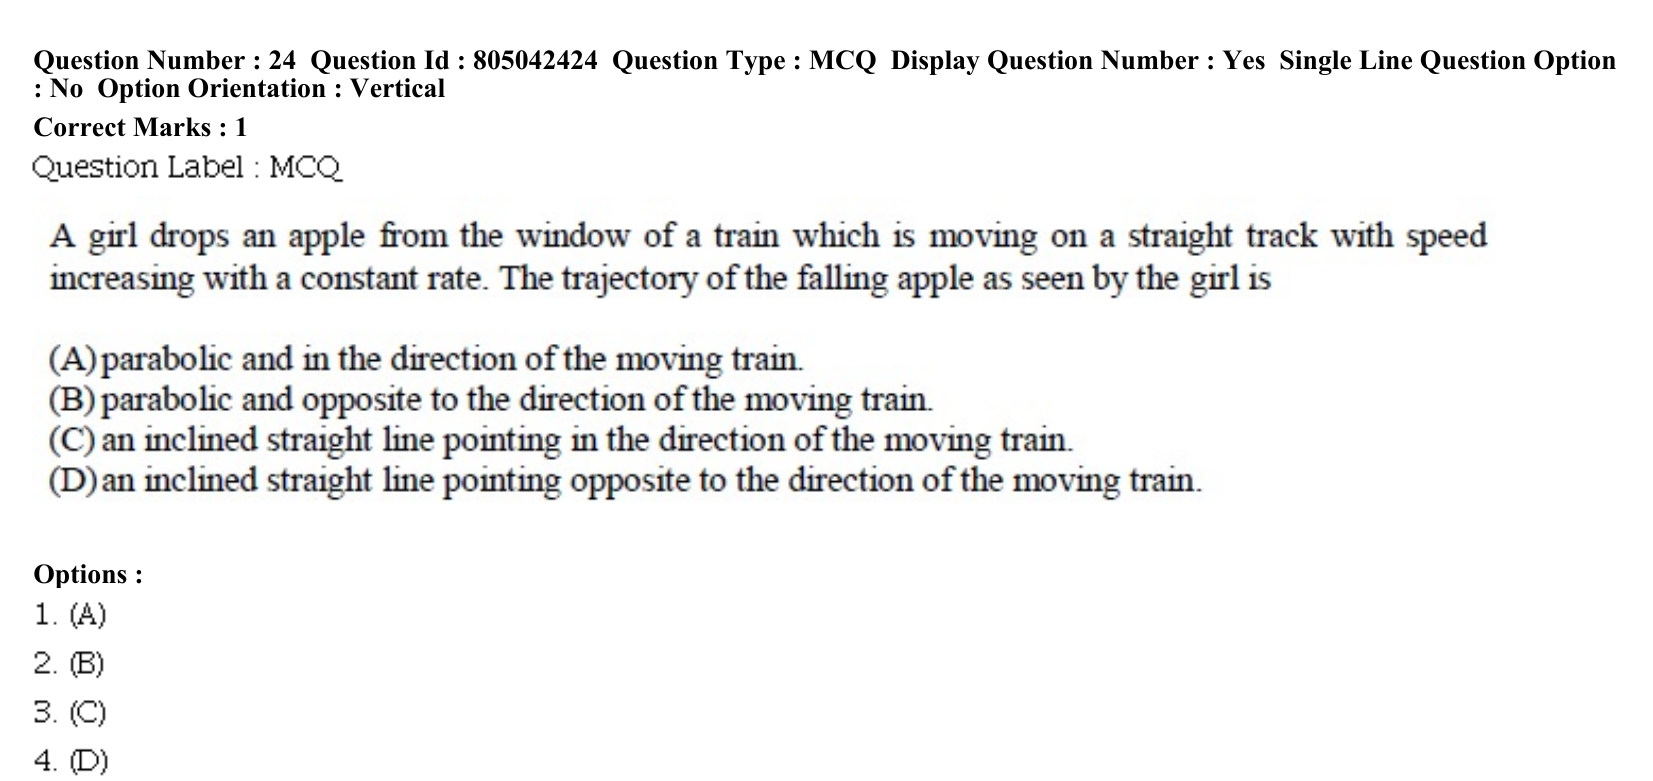 Question Number : 24 Question Id : 805042424 Question Type : MCQ Display Question Number : Yes Single Line Question Option
: No Option Orientation : Vertical
Correct Marks : 1
Question Label : MCQ
A girl drops an apple from the window of a train which is moving on a straight track with speed
increasing with a constant rate. The trajectory of the falling apple as seen by the girl is
(A) parabolic and in the direction of the moving train.
(B) parabolic and opposite to the direction of the moving train.
(C) an inclined straight line pointing in the direction of the moving train.
(D) an inclined straight line pointing opposite to the direction of the moving train.
Options :
1. (A)
2. (B)
3. (C)
4. (D)